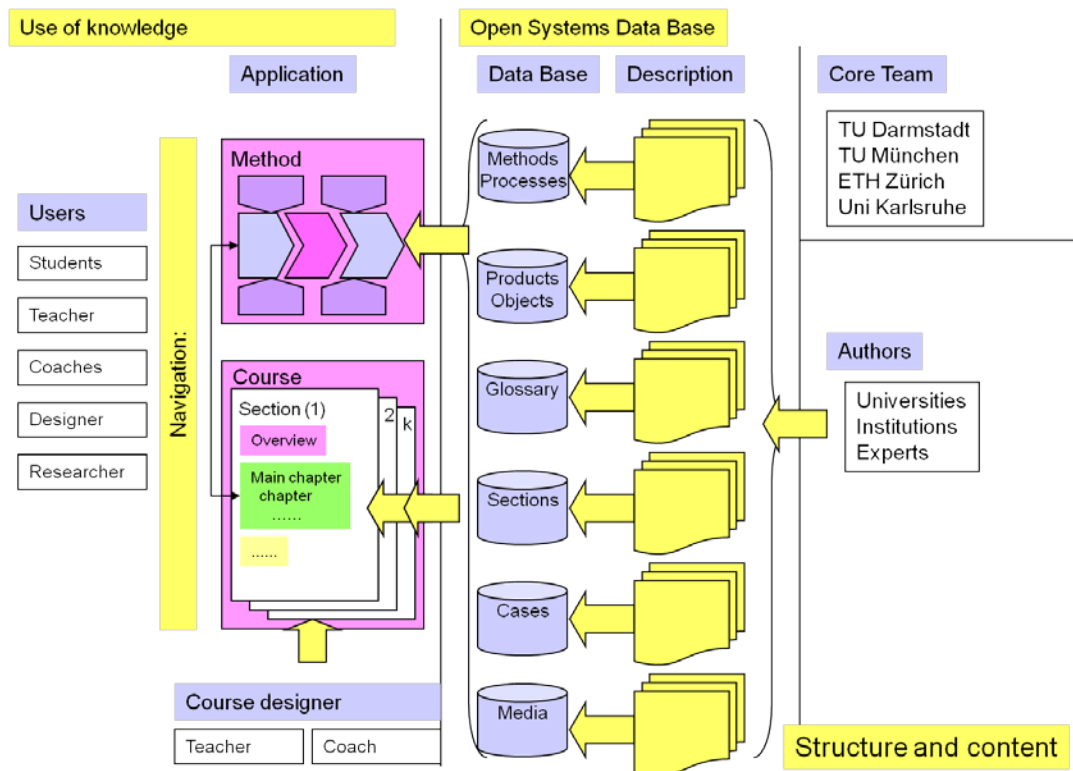 Use of knowledge
Open Systems Data Base
Application
Data Base
Description
Core Team
TU Darmstadt
TU München
ETH Zürich
Uni Karlsruhe
Users
Students
Teacher
Coaches
Designer
Researcher
Navigation:
Method
Course
Section (1)
2
k
Overview
Main chapter
chapter
......
......
Methods
Processes
Products
Objects
Glossary
Sections
Cases
Media
Authors
Universities
Institutions
Experts
Course designer
Teacher
Coach
Structure and content